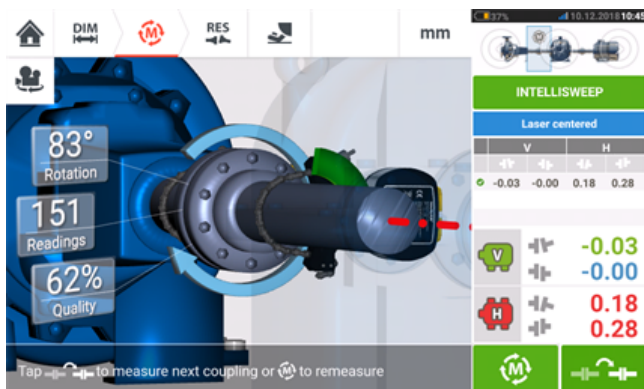 DIM
M
RES
mm
37%
10.12.2018 10:45
INTELLISWEEP
Laser centered
V H
-0.03 -0.00 0.18 0.28
83°
Rotation
151
Readings
62%
Quality
V
-0.03
-0.00
H
0.18
0.28
Tap to measure next coupling or M to remeasure
M